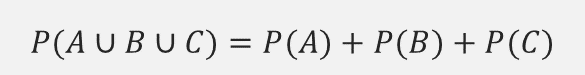 P(A ∪ B ∪ C) = P(A) + P(B) + P(C)